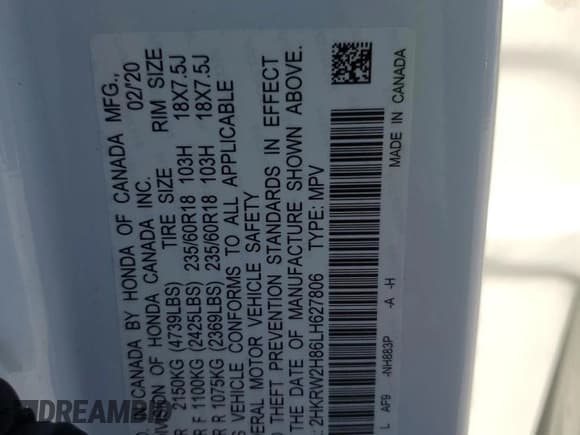 CANADA BY HONDA OF CANADA MFG.,
OF HONDA CANADA INC. 02/20
TIRE SIZE RIM SIZE
2150KG (4739LBS)
F 1100KG (2425LBS) 235/60R18 103H 18X7.5J
R 1075KG (2369LBS) 235/60R18 103H 18X7.5J
VEHICLE CONFORMS TO ALL APPLICABLE
MOTOR VEHICLE SAFETY
THEFT PREVENTION STANDARDS IN EFFECT
THE DATE OF MANUFACTURE SHOWN ABOVE.
2HKRW2H86LH627806 TYPE: MPV
L AF9 -NH883P -A -H
MADE IN CANADA
DREAMBID